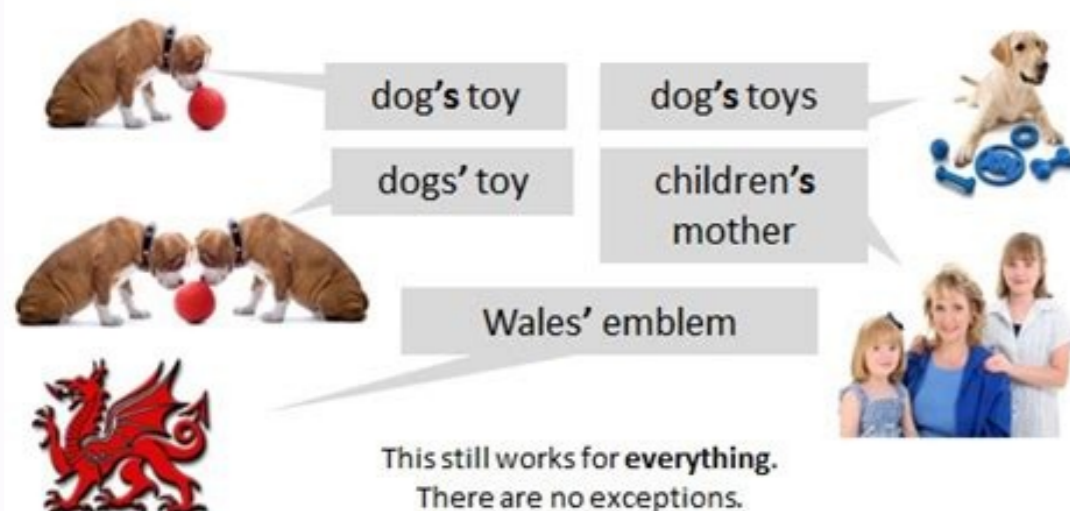 dog's toy
dog's toys
dogs' toy
children's
mother
Wales' emblem
This still works for everything.
There are no exceptions.